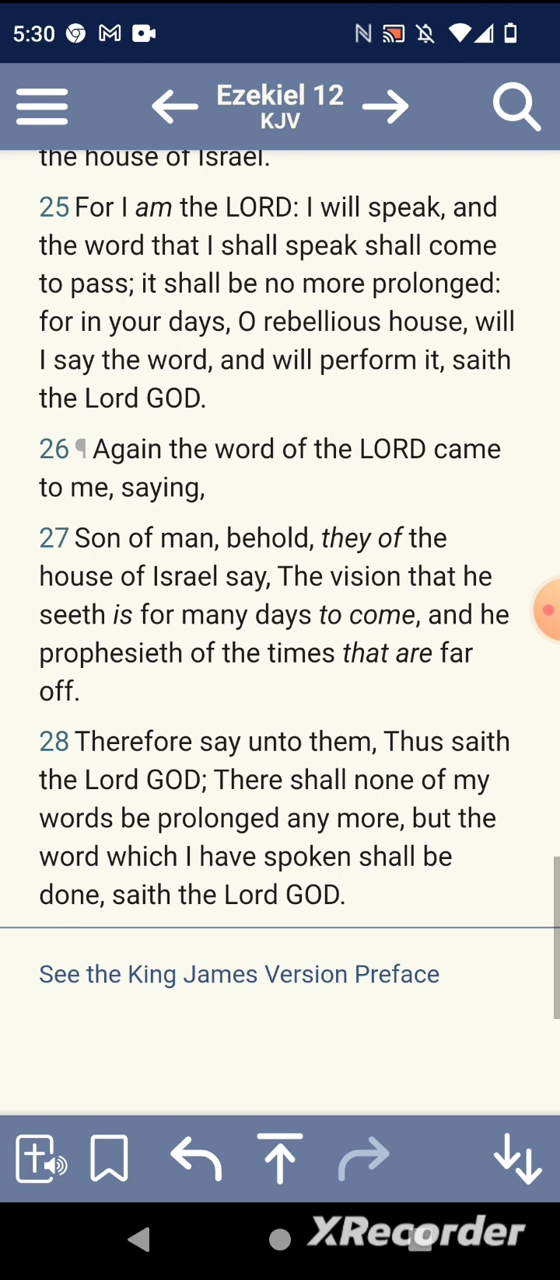 5:30
Ezekiel 12
KJV
the house of Israel.
25 For I am the LORD: I will speak, and
the word that I shall speak shall come
to pass; it shall be no more prolonged:
for in your days, O rebellious house, will
I say the word, and will perform it, saith
the Lord GOD.
26 ¶ Again the word of the LORD came
to me, saying,
27 Son of man, behold, they of the
house of Israel say, The vision that he
seeth is for many days to come, and he
prophesieth of the times that are far
off.
28 Therefore say unto them, Thus saith
the Lord GOD; There shall none of my
words be prolonged any more, but the
word which I have spoken shall be
done, saith the Lord GOD.
See the King James Version Preface
XRecorder